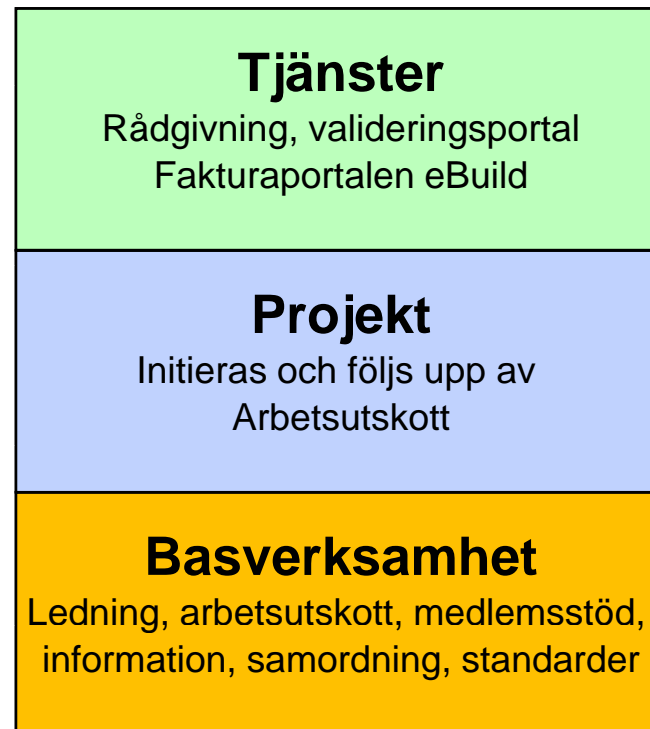 Tjänster
Rådgivning, valideringsportal
Fakturaportalen eBuild
Projekt
Initieras och följs upp av
Arbetsutskott
Basverksamhet
Ledning, arbetsutskott, medlemsstöd,
information, samordning, standarder